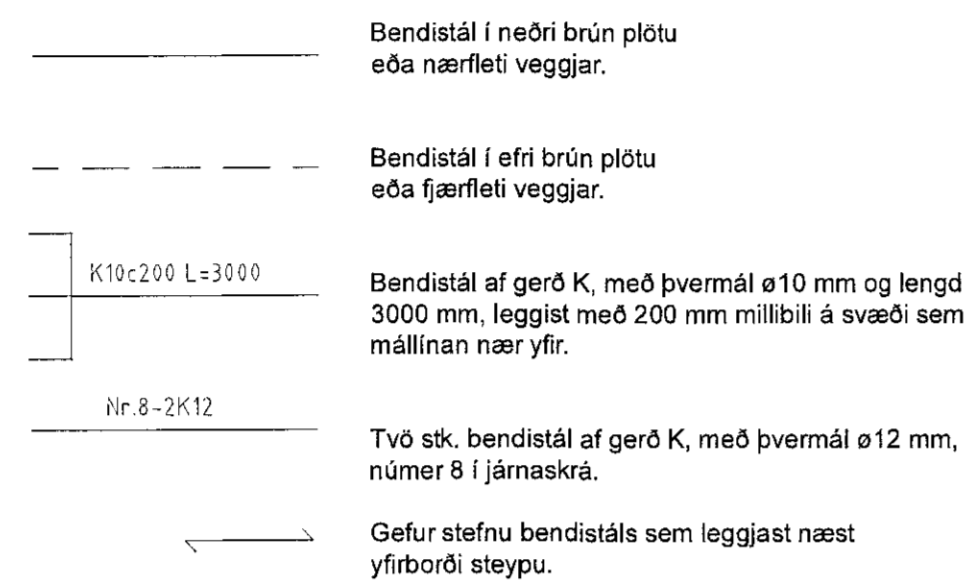 Bendistál í neðri brún plötu
eða nærfleti veggjar.
Bendistál í efri brún plötu
eða fjærfleti veggjar.
K10c200 L=3000
Bendistál af gerð K, með þvermál ø10 mm og lengd
3000 mm, leggist með 200 mm millibili á svæði sem
mállínan nær yfir.
Nr.8-2K12
Tvö stk. bendistál af gerð K, með þvermál ø12 mm,
númer 8 í járnaskrá.
Gefur stefnu bendistáls sem leggjast næst
yfirborði steypu.